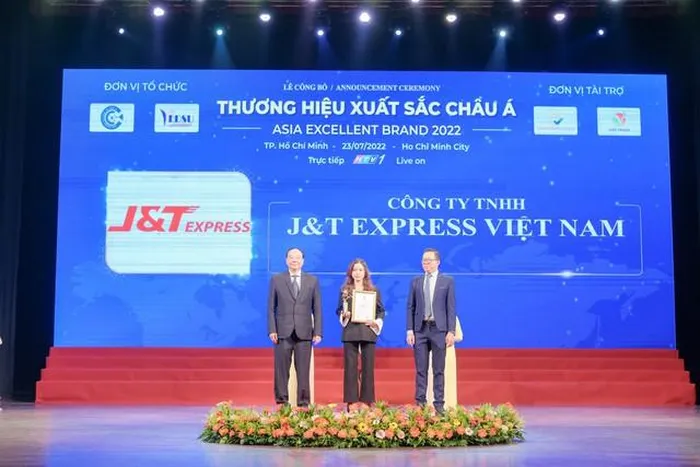 ĐƠN VỊ TỔ CHỨC
LỄ CÔNG BỐ / ANNOUNCEMENT CEREMONY
ĐƠN VỊ TÀI TRỢ
THƯƠNG HIỆU XUẤT SẮC CHÂU Á
ASIA EXCELLENT BRAND 2022
TP. Hồ Chí Minh - 23/07/2022 - Ho Chi Minh City
Trực tiếp HTV1 Live on
J&T EXPRESS
CÔNG TY TNHH
J&T EXPRESS VIỆT NAM